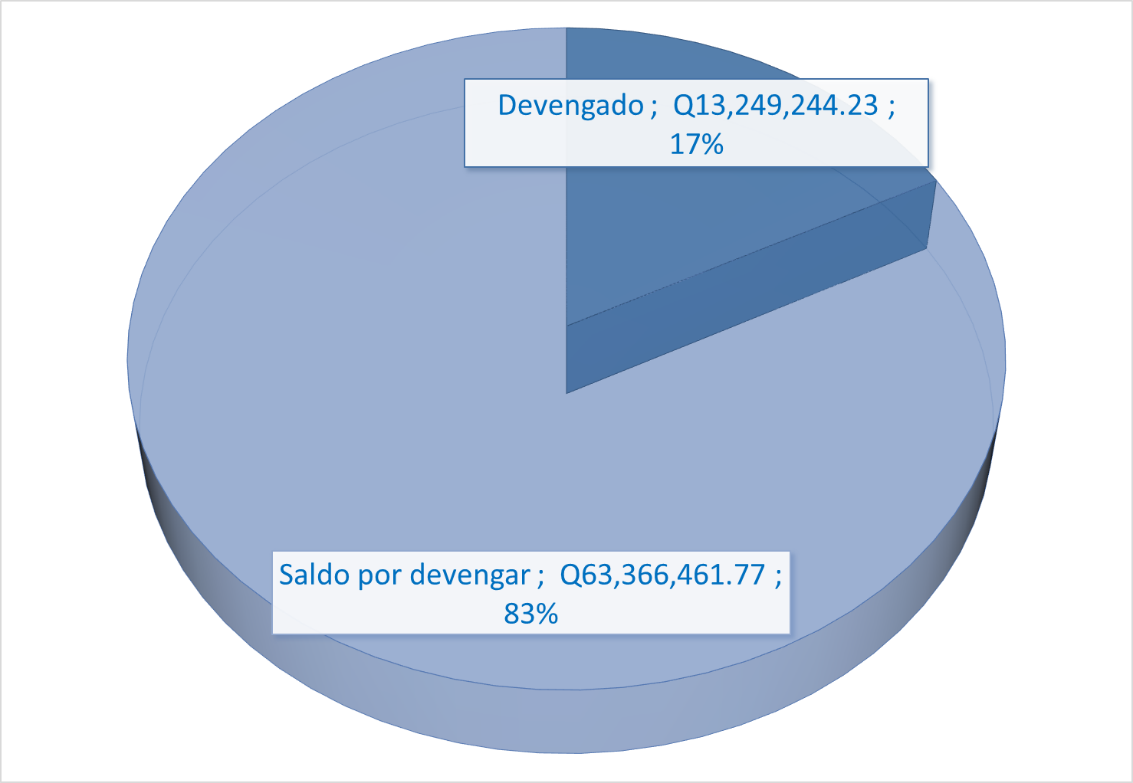 Devengado ;  Q13,249,244.23 ;
17%
Saldo por devengar ;  Q63,366,461.77 ;
83%